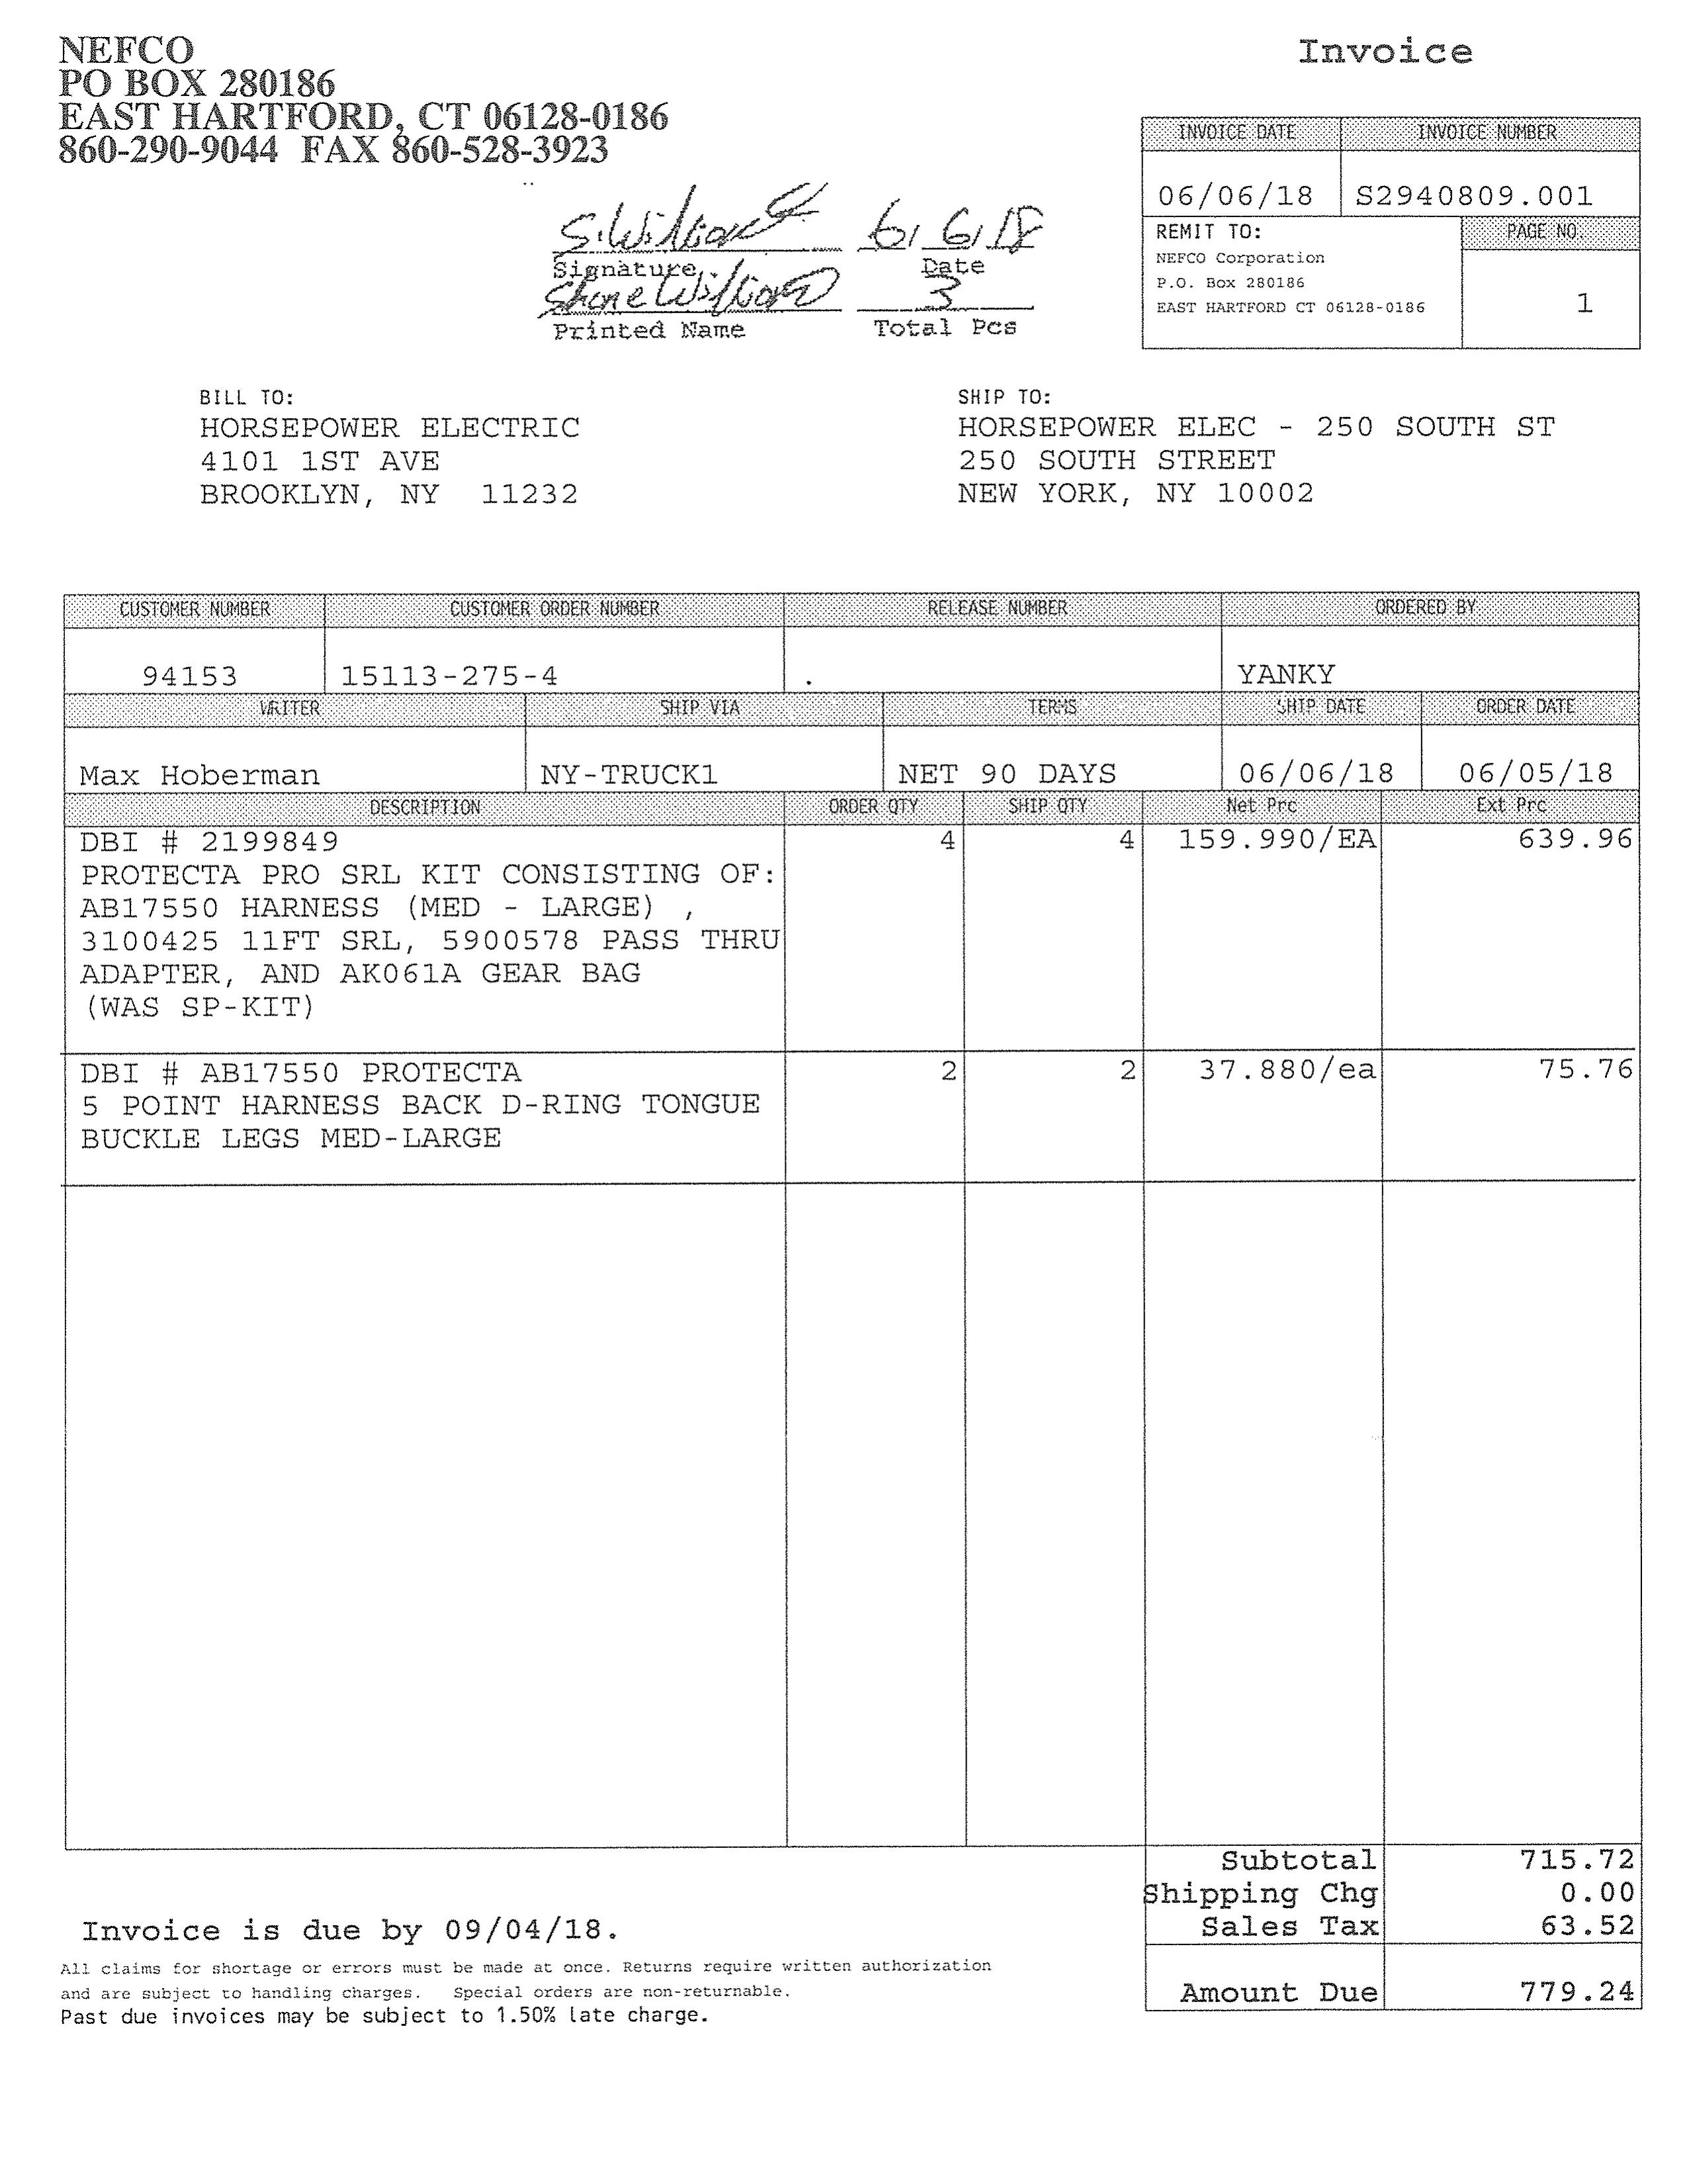 NEFCO
PO BOX 280186
EAST HARTFORD, CT 06128-0186
860-290-9044 FAX 860-528-3923
Invoice
INVOICE DATE INVOICE NUMBER
06/06/18 S2940809.001
REMIT TO: PAGE NO.
NEFCO Corporation
P.O. Box 280186
EAST HARTFORD CT 06128-0186
1
S. Williams 6/6/18
Signature Date
Shane Williams 3
Printed Name Total Pcs
BILL TO:
HORSEPOWER ELECTRIC
4101 1ST AVE
BROOKLYN, NY 11232
SHIP TO:
HORSEPOWER ELEC - 250 SOUTH ST
250 SOUTH STREET
NEW YORK, NY 10002
CUSTOMER NUMBER CUSTOMER ORDER NUMBER RELEASE NUMBER ORDERED BY
94153 15113-275-4 . YANKY
WRITER SHIP VIA TERMS SHIP DATE ORDER DATE
Max Hoberman NY-TRUCK1 NET 90 DAYS 06/06/18 06/05/18
DESCRIPTION ORDER QTY SHIP QTY Net Prc Ext Prc
DBI # 2199849 4 4 159.990/EA 639.96
PROTECTA PRO SRL KIT CONSISTING OF:
AB17550 HARNESS (MED - LARGE) ,
3100425 11FT SRL, 5900578 PASS THRU
ADAPTER, AND AK061A GEAR BAG
(WAS SP-KIT)
DBI # AB17550 PROTECTA 2 2 37.880/ea 75.76
5 POINT HARNESS BACK D-RING TONGUE
BUCKLE LEGS MED-LARGE
Subtotal 715.72
Shipping Chg 0.00
Sales Tax 63.52
Amount Due 779.24
Invoice is due by 09/04/18.
All claims for shortage or errors must be made at once. Returns require written authorization
and are subject to handling charges. Special orders are non-returnable.
Past due invoices may be subject to 1.50% late charge.